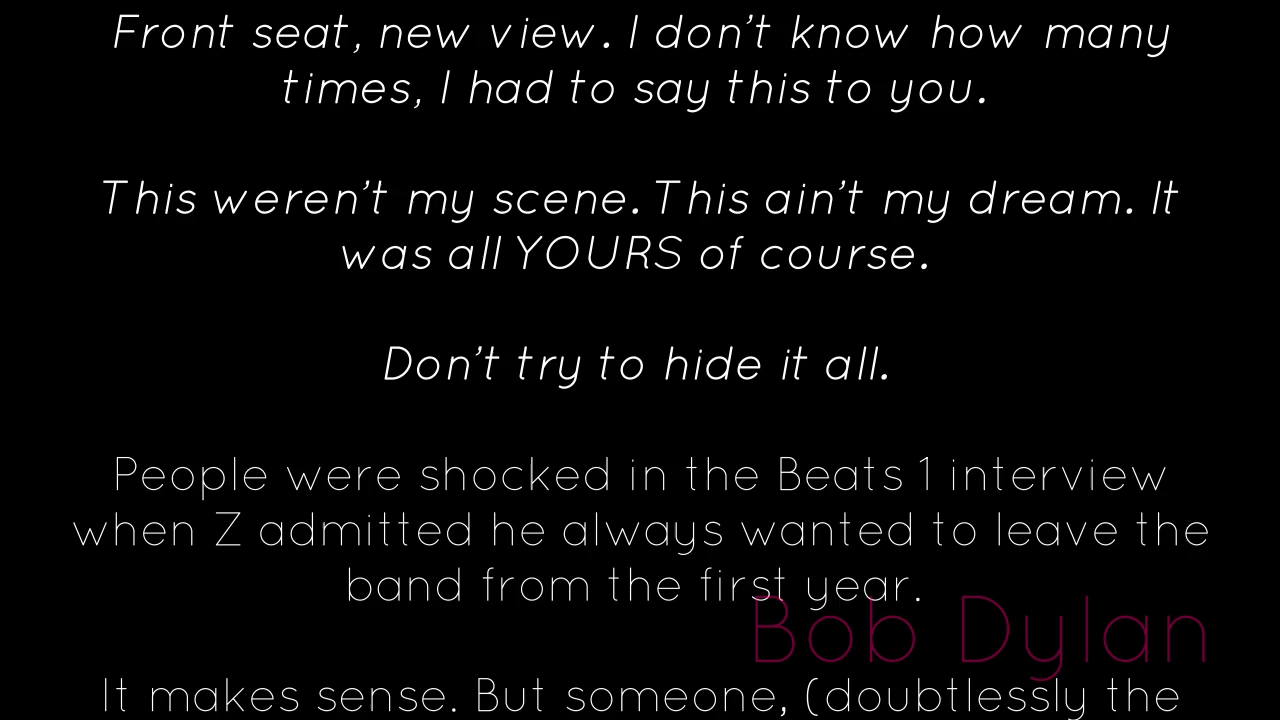 Front seat, new view. I don't know how many
times, I had to say this to you.
This weren't my scene. This ain't my dream. It
was all YOURS of course.
Don't try to hide it all.
People were shocked in the Beats 1 interview
when Z admitted he always wanted to leave the
band from the first year.
Bob Dylan
It makes sense. But someone, (doubtlessly the